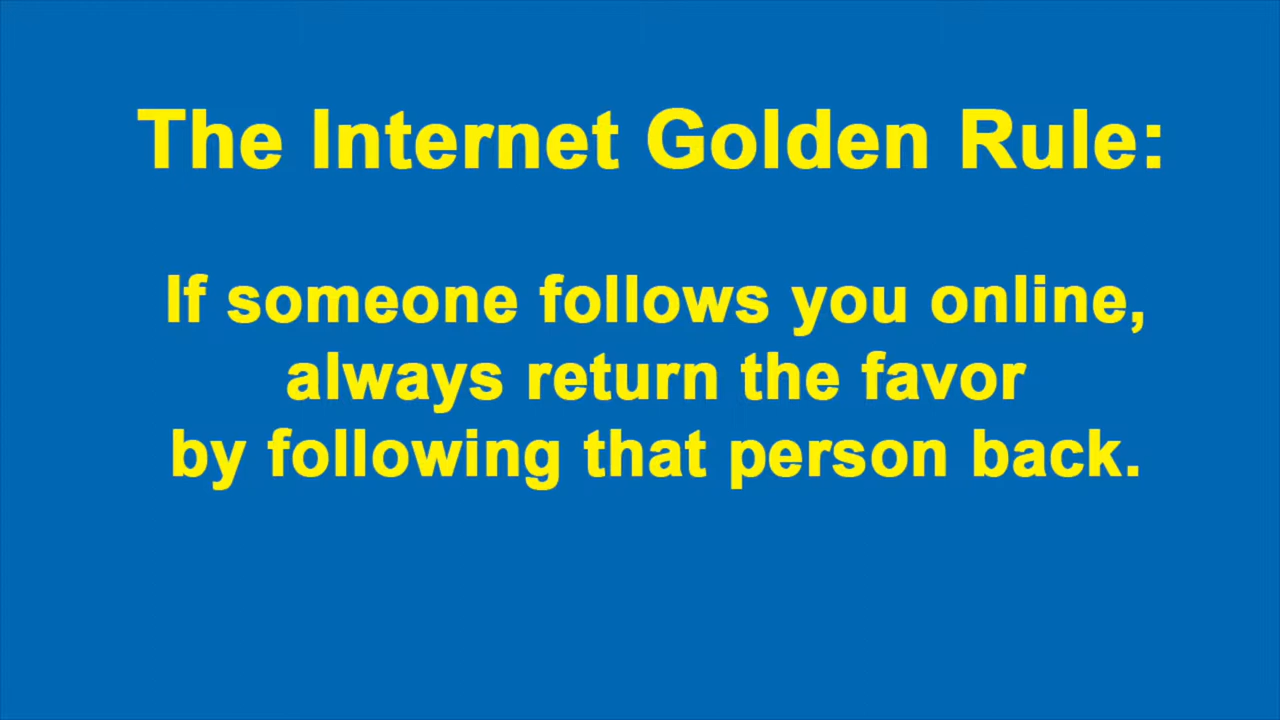 The Internet Golden Rule:
If someone follows you online,
always return the favor
by following that person back.